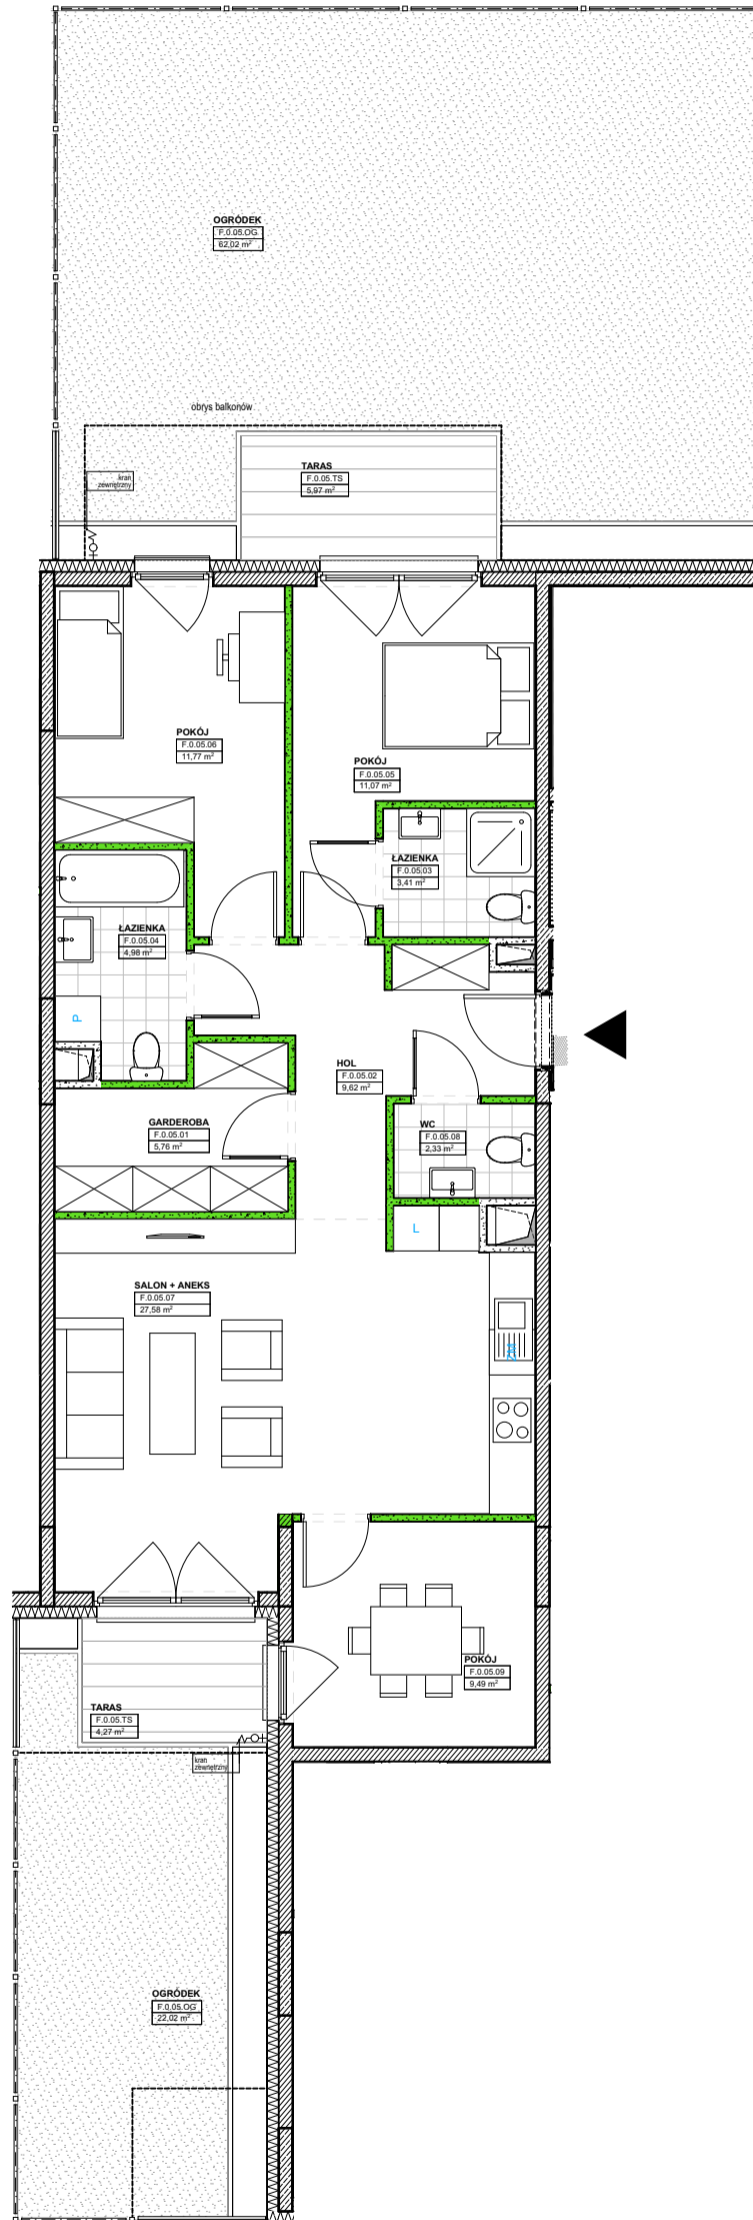 OGRÓDEK
F.0.05.OG
62,02 m²
obrys balkonów
kran
zewnętrzny
TARAS
F.0.05.TS
5,97 m²
POKÓJ
F.0.05.06
11,77 m²
POKÓJ
F.0.05.05
11,07 m²
ŁAZIENKA
F.0.05.03
3,41 m²
ŁAZIENKA
F.0.05.04
4,98 m²
P
HOL
F.0.05.02
9,62 m²
GARDEROBA
F.0.05.01
5,76 m²
WC
F.0.05.08
2,33 m²
L
SALON + ANEKS
F.0.05.07
27,58 m²
ZM
POKÓJ
F.0.05.09
9,49 m²
TARAS
F.0.05.TS
4,27 m²
kran
zewnętrzny
OGRÓDEK
F.0.05.OG
22,02 m²